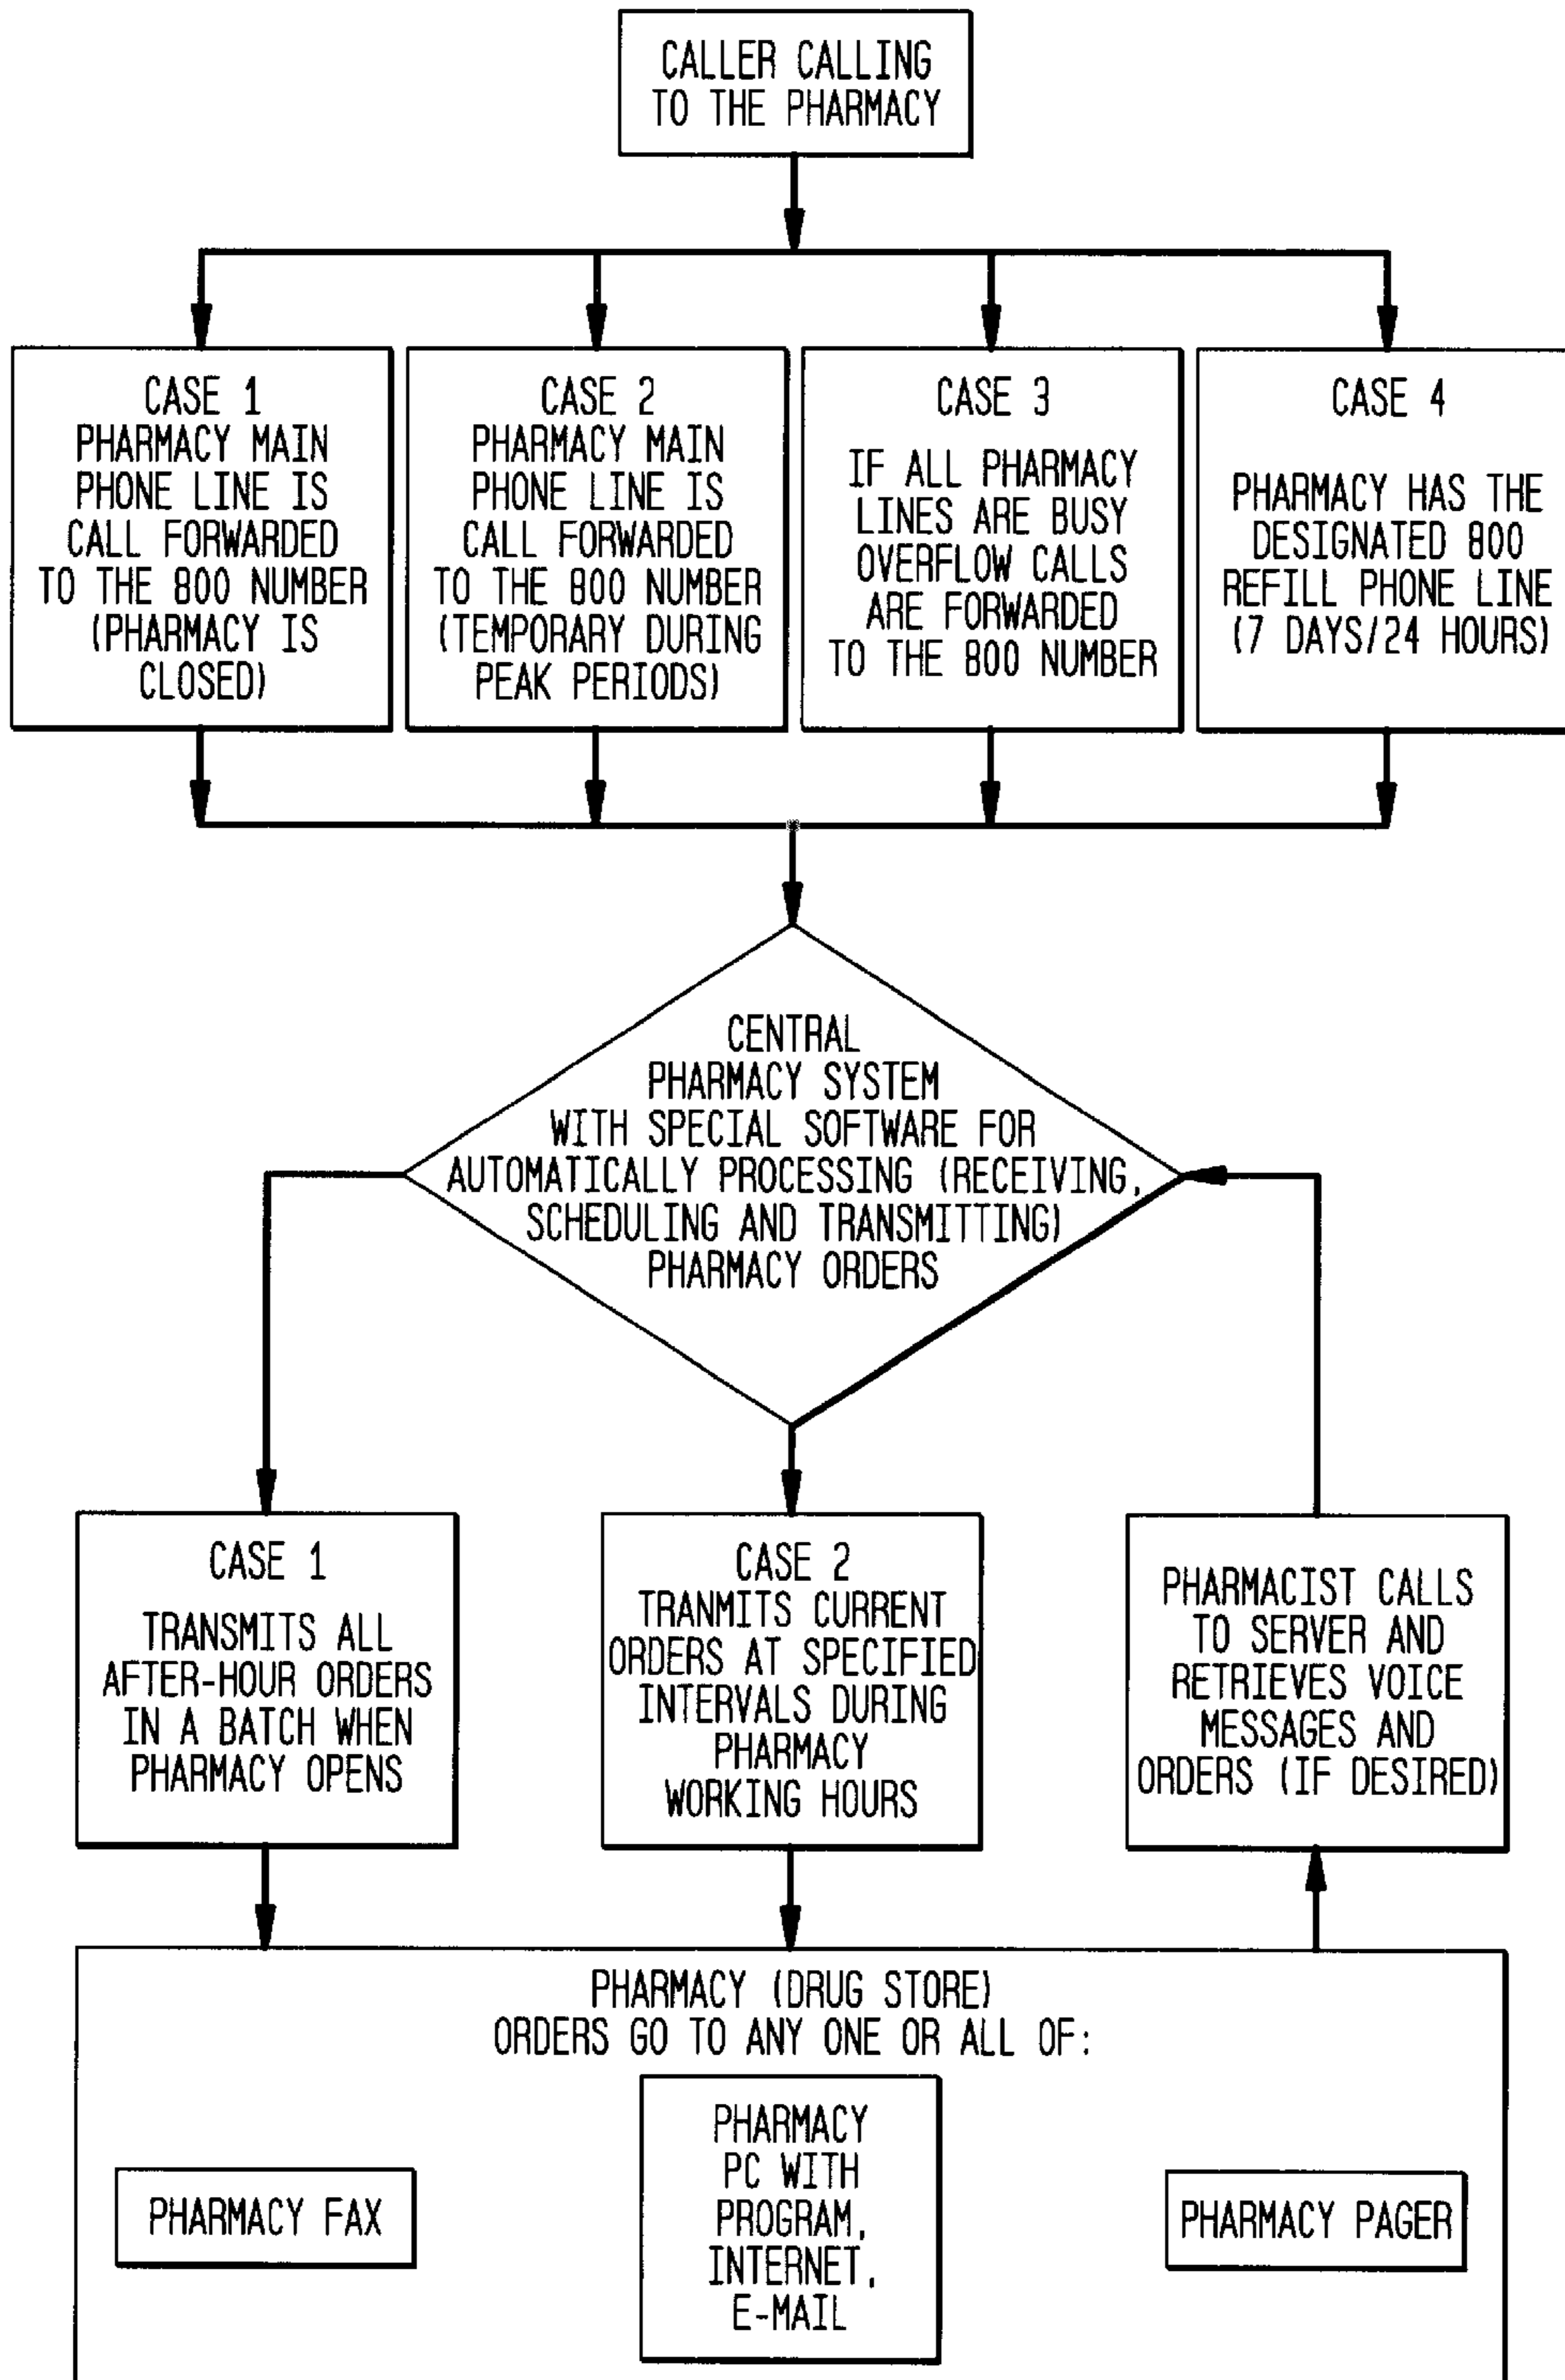 CALLER CALLING
TO THE PHARMACY
CASE 1
PHARMACY MAIN
PHONE LINE IS
CALL FORWARDED
TO THE 800 NUMBER
(PHARMACY IS
CLOSED)
CASE 2
PHARMACY MAIN
PHONE LINE IS
CALL FORWARDED
TO THE 800 NUMBER
(TEMPORARY DURING
PEAK PERIODS)
CASE 3
IF ALL PHARMACY
LINES ARE BUSY
OVERFLOW CALLS
ARE FORWARDED
TO THE 800 NUMBER
CASE 4
PHARMACY HAS THE
DESIGNATED 800
REFILL PHONE LINE
(7 DAYS/24 HOURS)
CENTRAL
PHARMACY SYSTEM
WITH SPECIAL SOFTWARE FOR
AUTOMATICALLY PROCESSING (RECEIVING,
SCHEDULING AND TRANSMITTING)
PHARMACY ORDERS
CASE 1
TRANSMITS ALL
AFTER-HOUR ORDERS
IN A BATCH WHEN
PHARMACY OPENS
CASE 2
TRANMITS CURRENT
ORDERS AT SPECIFIED
INTERVALS DURING
PHARMACY
WORKING HOURS
PHARMACIST CALLS
TO SERVER AND
RETRIEVES VOICE
MESSAGES AND
ORDERS (IF DESIRED)
PHARMACY (DRUG STORE)
ORDERS GO TO ANY ONE OR ALL OF:
PHARMACY FAX
PHARMACY
PC WITH
PROGRAM,
INTERNET,
E-MAIL
PHARMACY PAGER